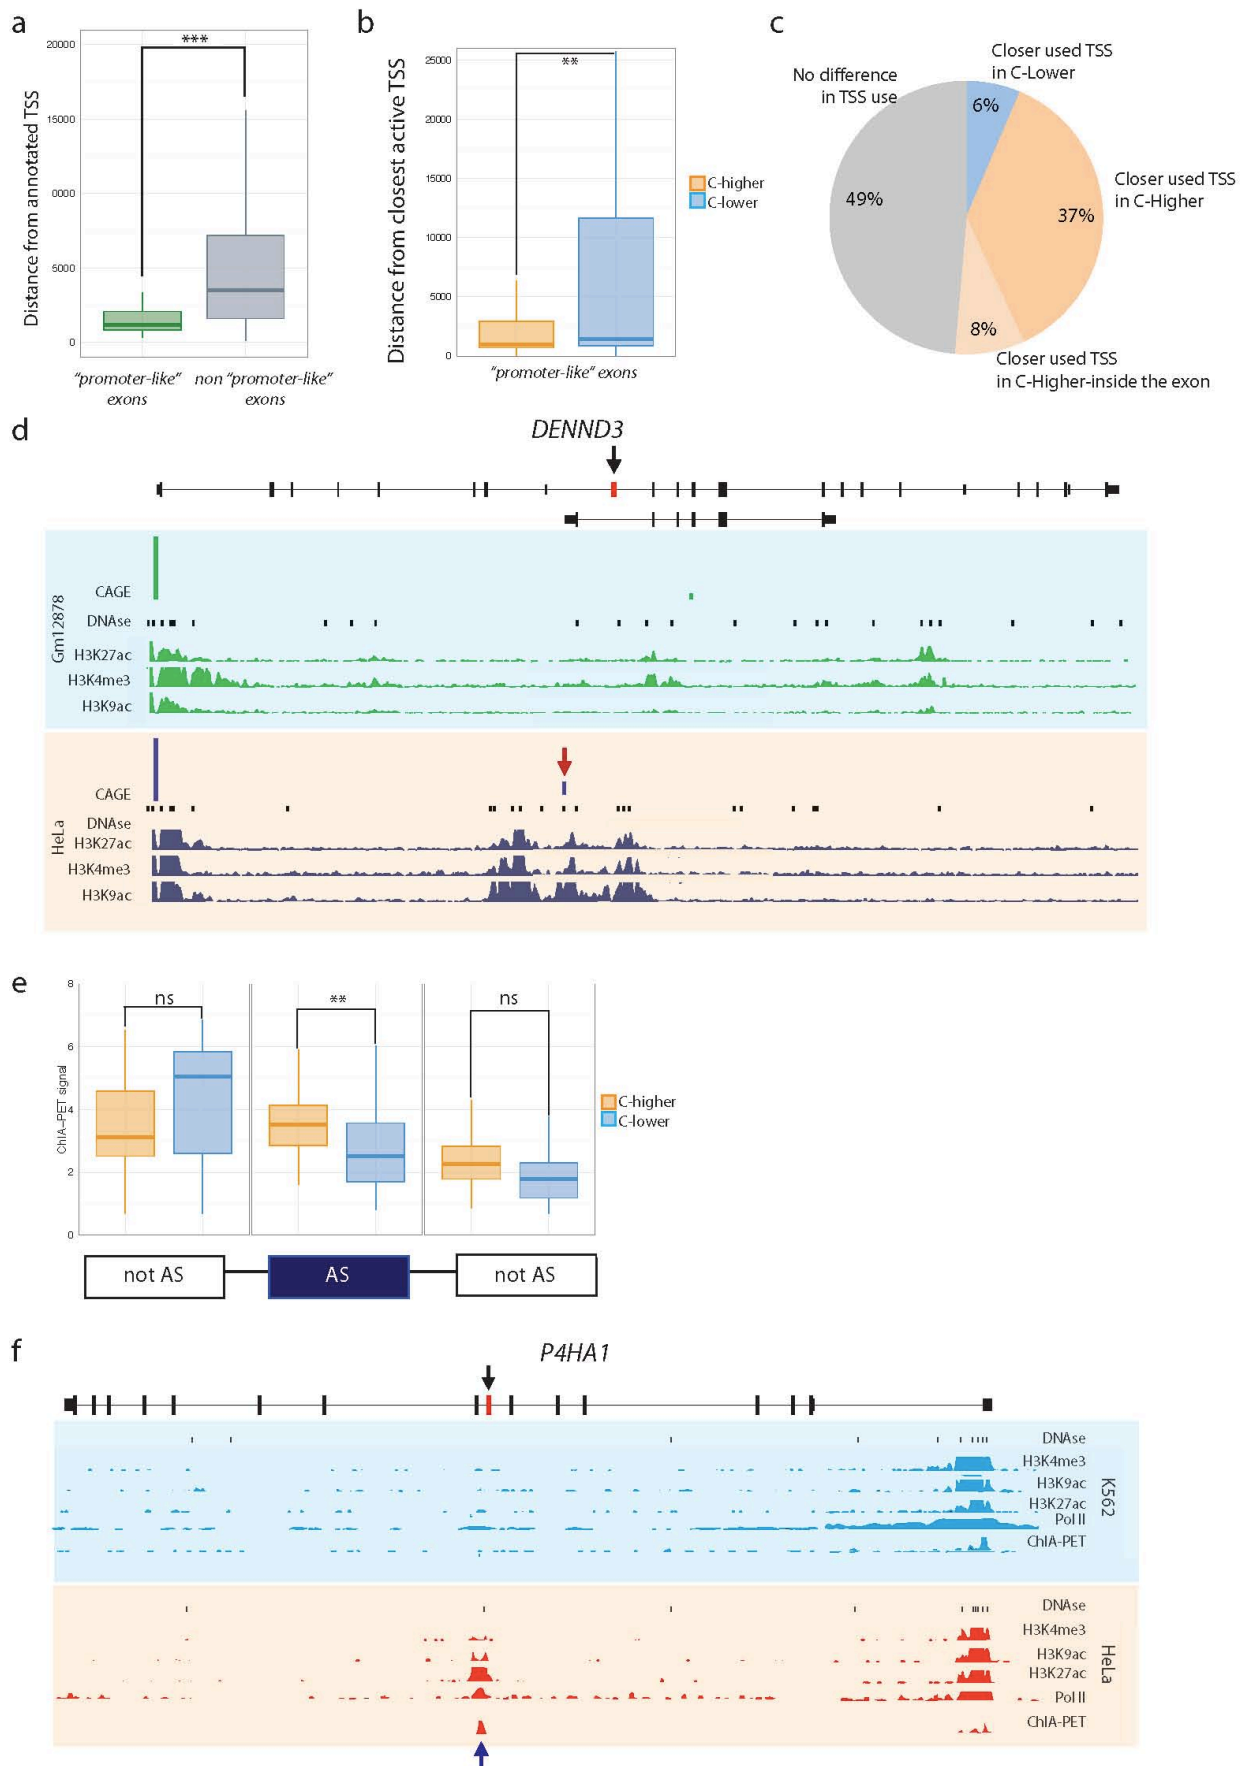 a
Distance from annotated TSS
20000
15000
0000
5000
0
***
"promoter-like"
exons
non "promoter-like"
exons
b
Distance from closest active TSS
25000
20000
15000
10000
5000
0
**
"promoter-like" exons
C-higher
C-lower
c
No difference
in TSS use
Closer used TSS
in C-Lower
6%
49%
37%
8%
Closer used TSS
in C-Higher
Closer used TSS
in C-Higher-inside the exon
d
DENND3
Gm12878
CAGE
DNAse
H3K27ac
H3K4me3
H3K9ac
HeLa
CAGE
DNAse
H3K27ac
H3K4me3
H3K9ac
e
ChIA-PET signal
8
6
4
2
0
ns
**
ns
C-higher
C-lower
not AS
AS
not AS
f
P4HA1
DNAse
H3K4me3
H3K9ac
H3K27ac
Pol II
ChIA-PET
K562
DNAse
H3K4me3
H3K9ac
H3K27ac
Pol II
ChIA-PET
HeLa